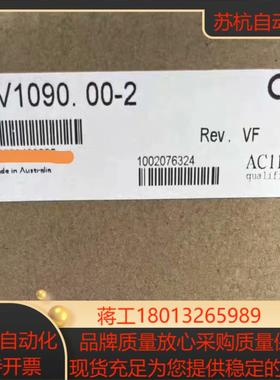 苏杭自动
V1090.00-2
Rev. VF
ade in Australia
1002076324
AC1
qualifi
蒋工18013265989
自动化 品牌质量放心采购质量保
开票 现货充足为您提供稳定的